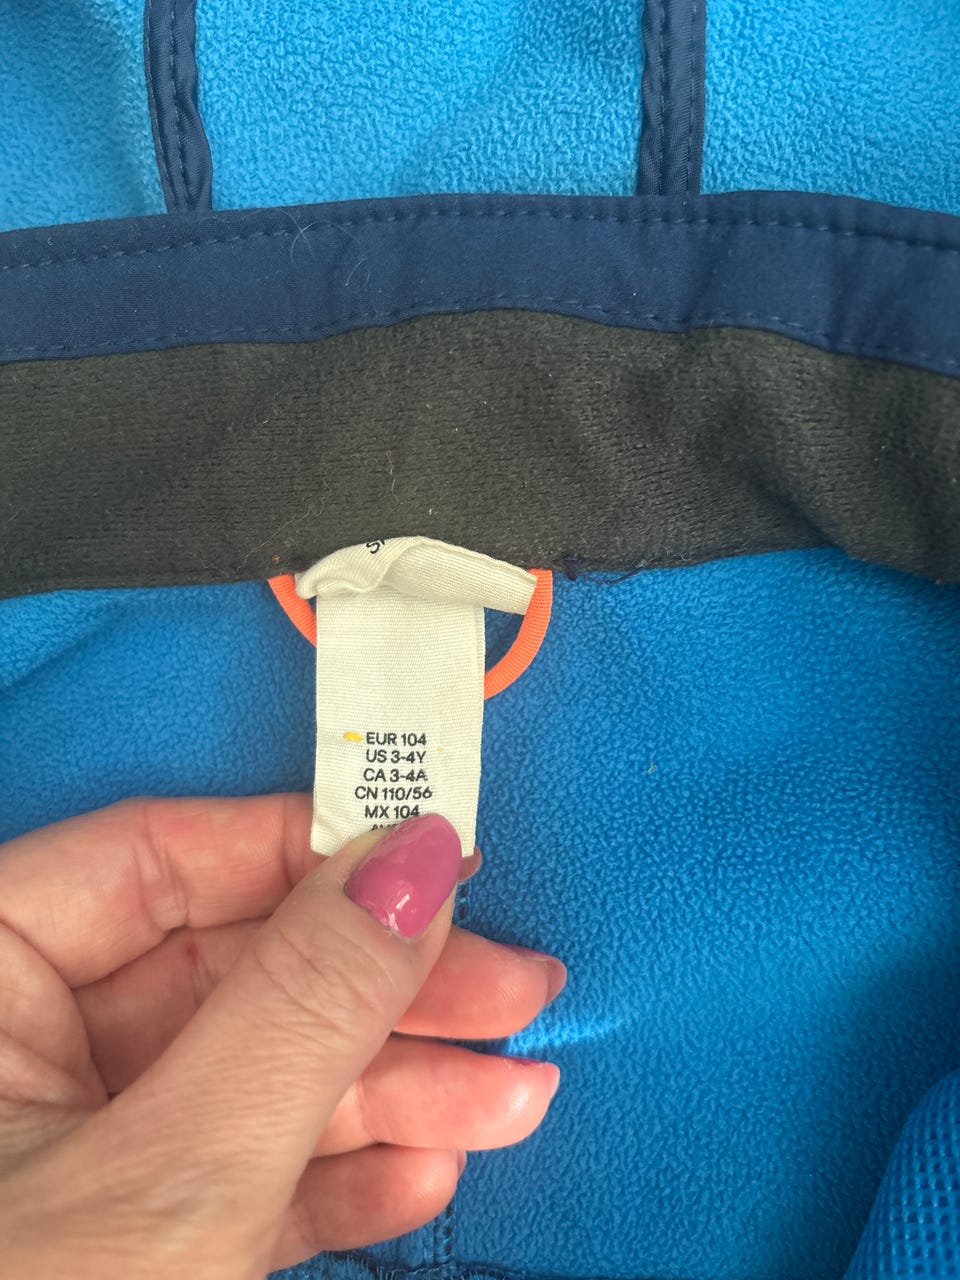 EUR 104
US 3-4Y
CA 3-4A
CN 110/56
MX 104